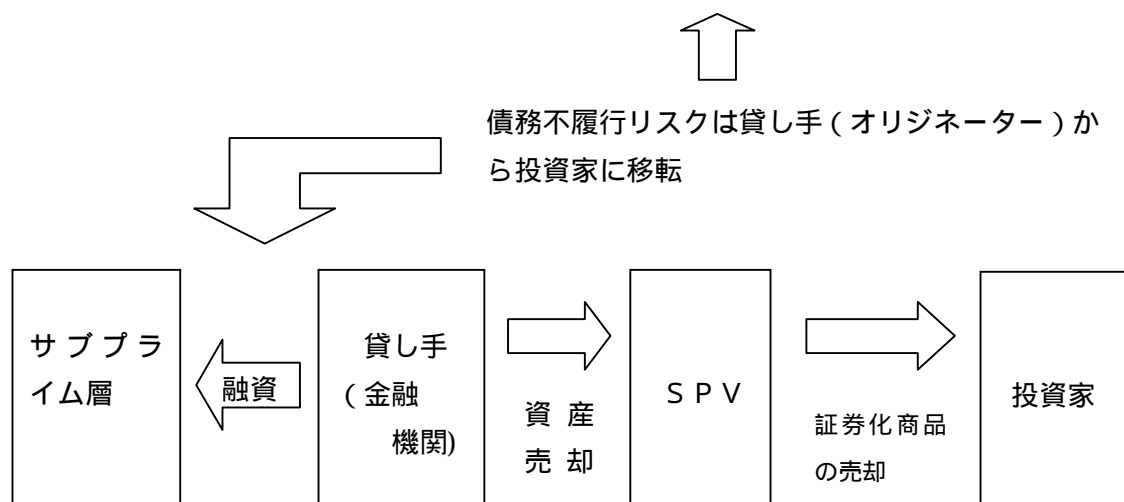 債務不履行リスクは貸し手(オリジネーター)か
ら投資家に移転
サブプラ
イム層
融資
貸し手
(金融
機関)
資産
売却
SPV
証券化商品
の売却
投資家